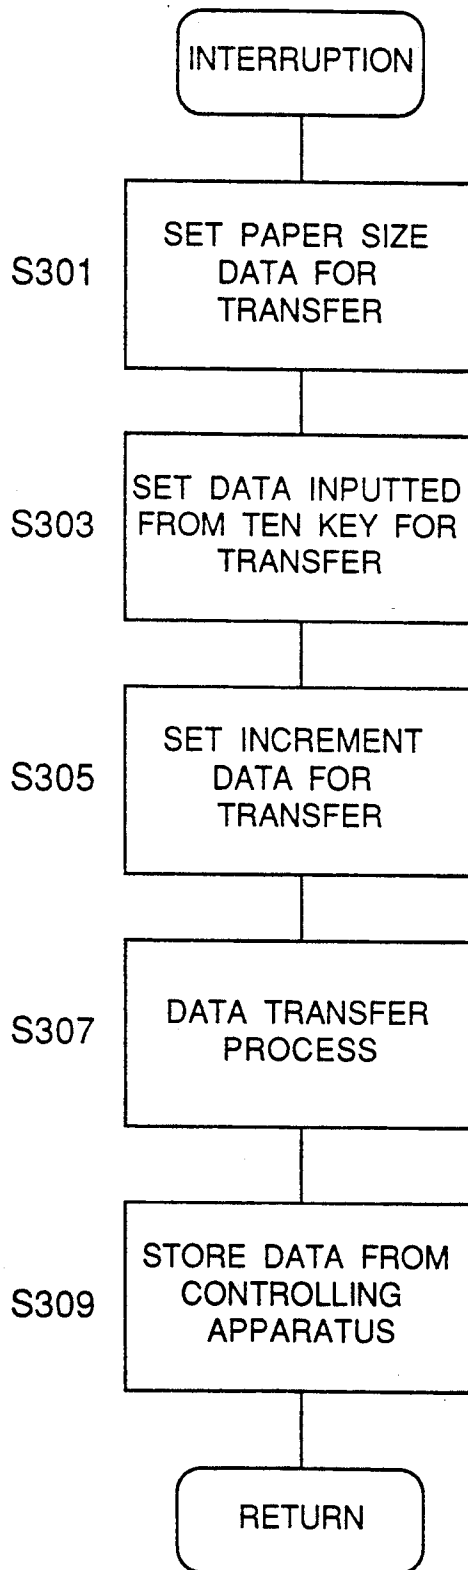 INTERRUPTION
S301
SET PAPER SIZE
DATA FOR
TRANSFER
S303
SET DATA INPUTTED
FROM TEN KEY FOR
TRANSFER
S305
SET INCREMENT
DATA FOR
TRANSFER
S307
DATA TRANSFER
PROCESS
S309
STORE DATA FROM
CONTROLLING
APPARATUS
RETURN